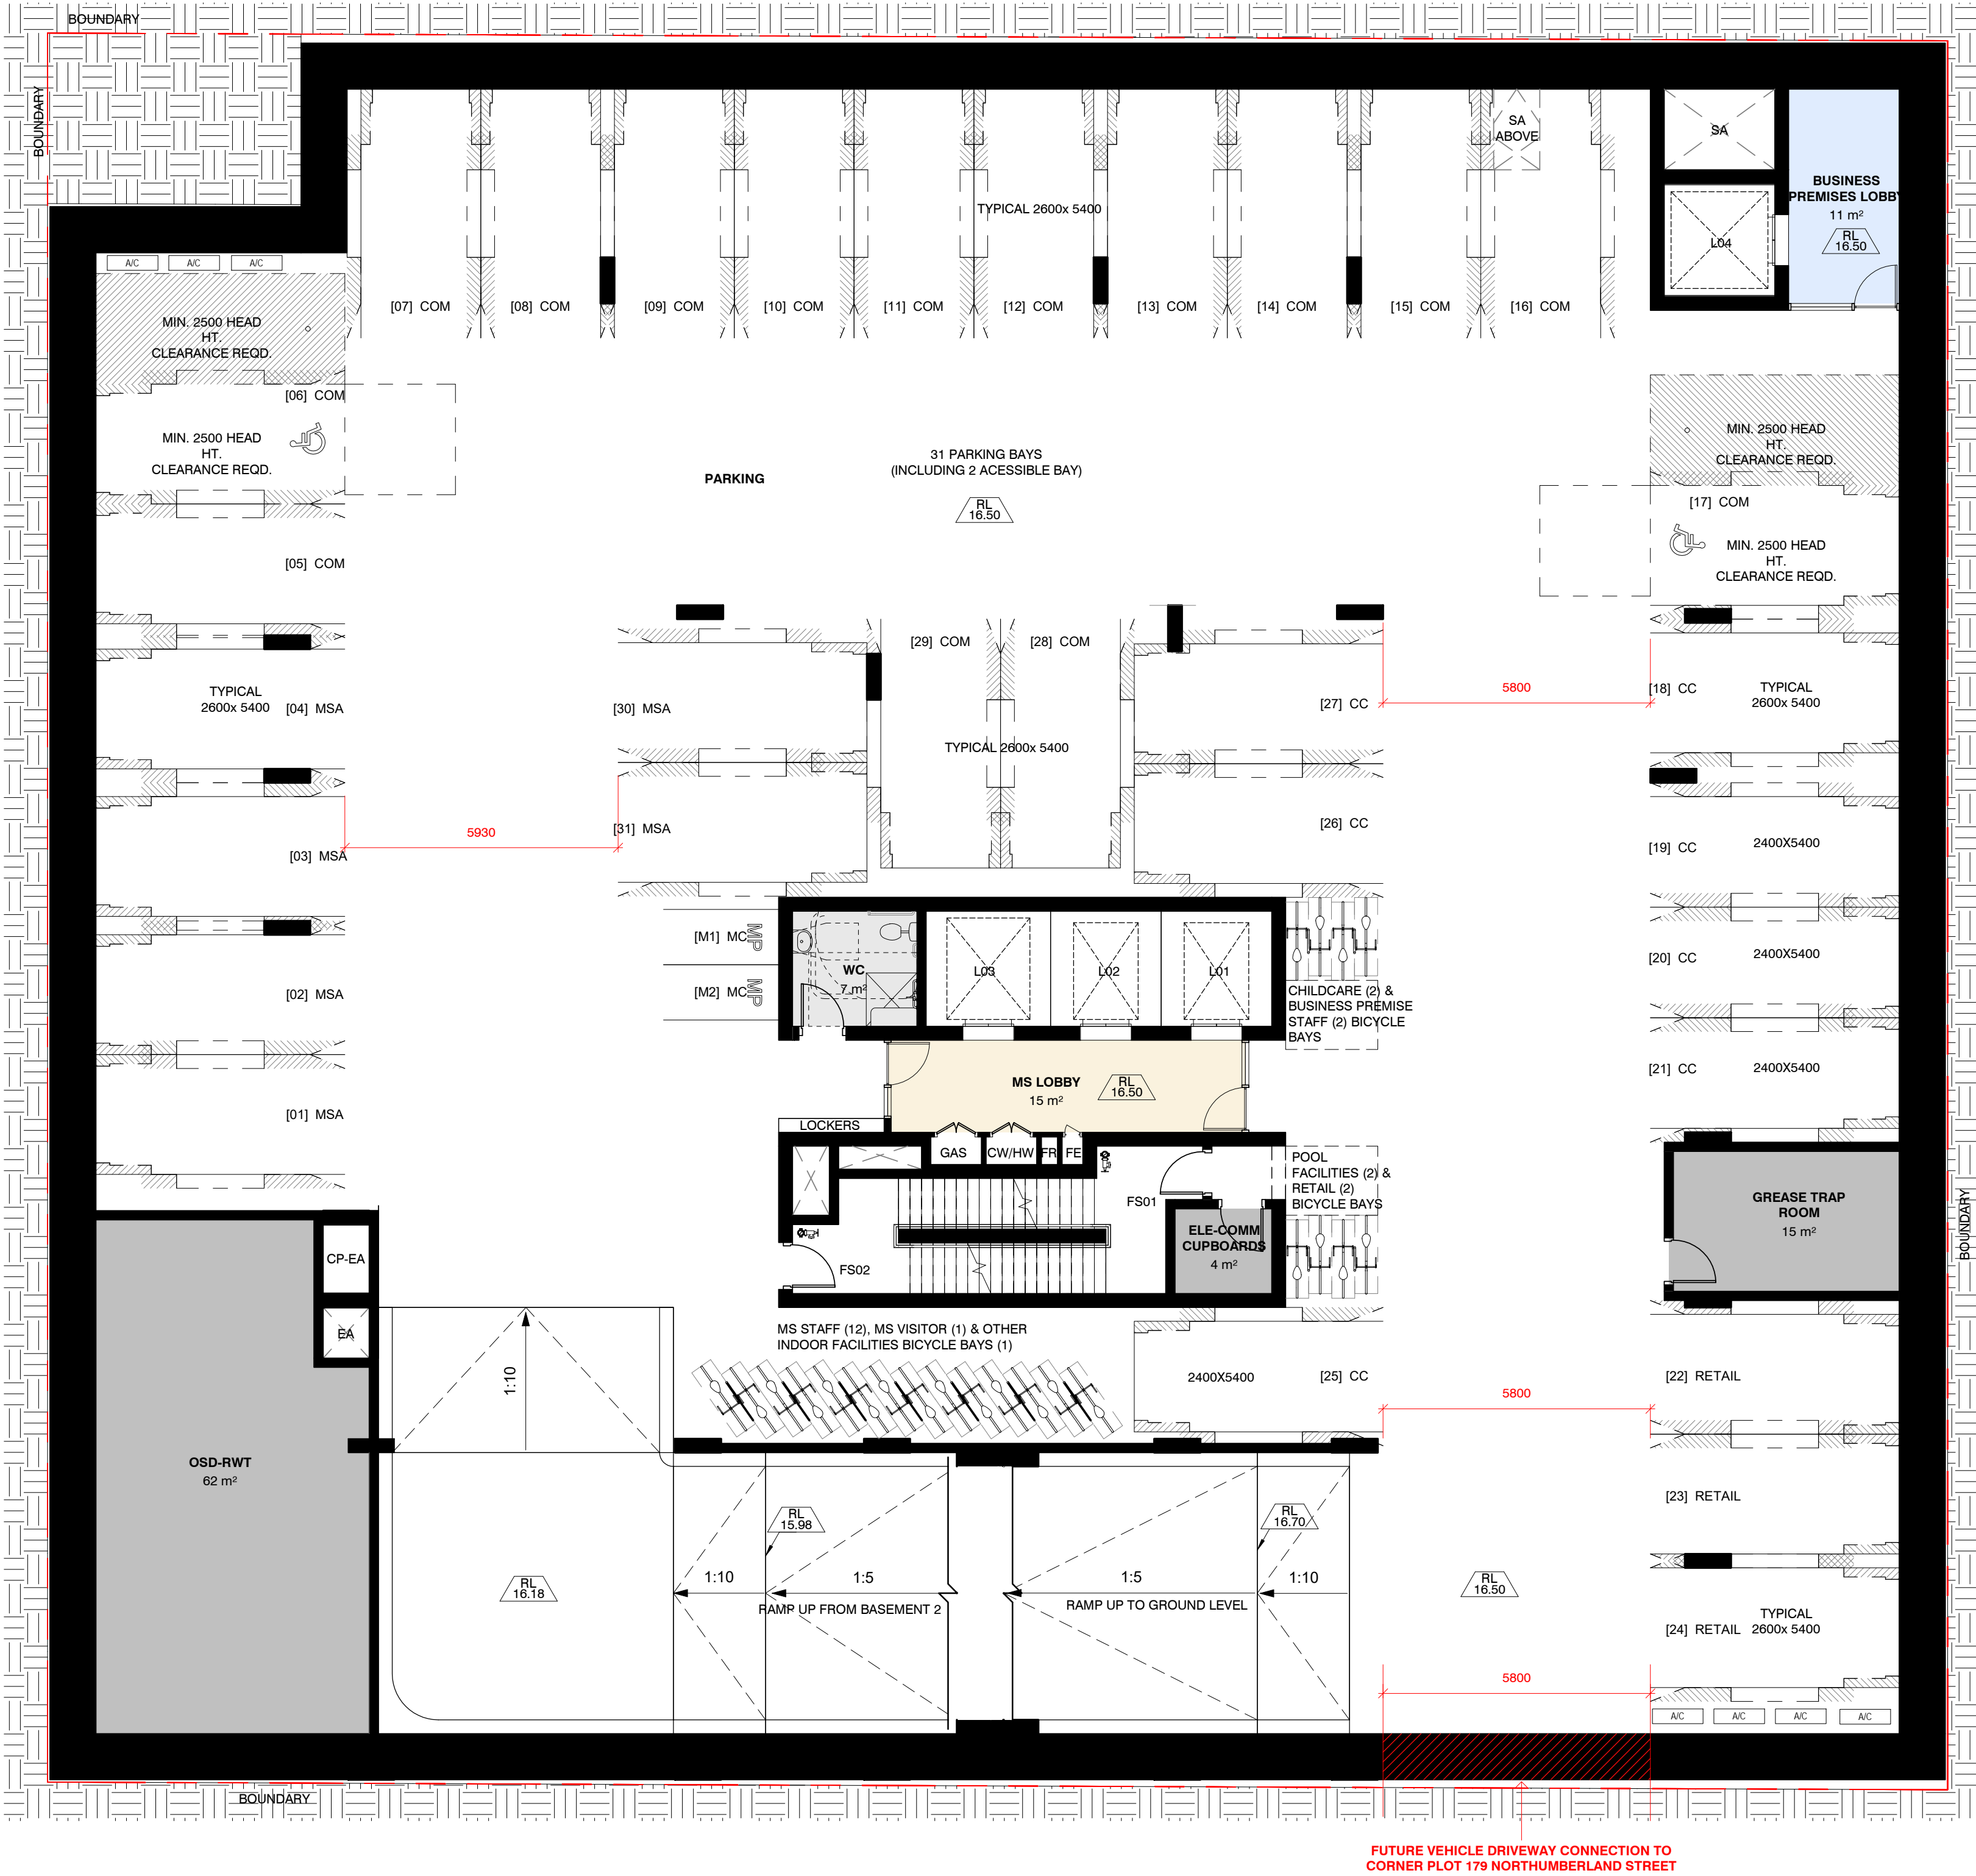 BOUNDARY
BOUNDARY
SA
ABOVE
SA
BUSINESS
PREMISES LOBBY
11 m²
RL
16.50
L04
TYPICAL 2600x 5400
A/C
A/C
A/C
[07] COM
[08] COM
[09] COM
[10] COM
[11] COM
[12] COM
[13] COM
[14] COM
[15] COM
[16] COM
MIN. 2500 HEAD
HT.
CLEARANCE REQD.
[06] COM
MIN. 2500 HEAD
HT.
CLEARANCE REQD.
PARKING
31 PARKING BAYS
(INCLUDING 2 ACESSIBLE BAY)
RL
16.50
MIN. 2500 HEAD
HT.
CLEARANCE REQD.
[17] COM
MIN. 2500 HEAD
HT.
CLEARANCE REQD.
[05] COM
[29] COM
[28] COM
TYPICAL
2600x 5400
[04] MSA
[30] MSA
[27] CC
5800
[18] CC
TYPICAL
2600x 5400
TYPICAL 2600x 5400
5930
[31] MSA
[26] CC
[03] MSA
[19] CC
2400X5400
[M1] MC
MP
WC
7 m²
L03
L02
L01
[20] CC
2400X5400
[02] MSA
[M2] MC
MP
CHILDCARE (2) &
BUSINESS PREMISE
STAFF (2) BICYCLE
BAYS
[21] CC
2400X5400
MS LOBBY
15 m²
RL
16.50
[01] MSA
LOCKERS
GAS
CW/HW
FR
FE
POOL
FACILITIES (2) &
RETAIL (2)
BICYCLE BAYS
FS01
GREASE TRAP
ROOM
15 m²
BOUNDARY
ELE-COMM
CUPBOARDS
4 m²
CP-EA
FS02
EA
MS STAFF (12), MS VISITOR (1) & OTHER
INDOOR FACILITIES BICYCLE BAYS (1)
1:10
2400X5400
[25] CC
5800
[22] RETAIL
OSD-RWT
62 m²
[23] RETAIL
RL
15.98
RL
16.70
RL
16.18
1:10
1:5
RAMP UP FROM BASEMENT 2
1:5
RAMP UP TO GROUND LEVEL
1:10
RL
16.50
TYPICAL
[24] RETAIL
2600x 5400
5800
A/C
A/C
A/C
A/C
BOUNDARY
FUTURE VEHICLE DRIVEWAY CONNECTION TO
CORNER PLOT 179 NORTHUMBERLAND STREET